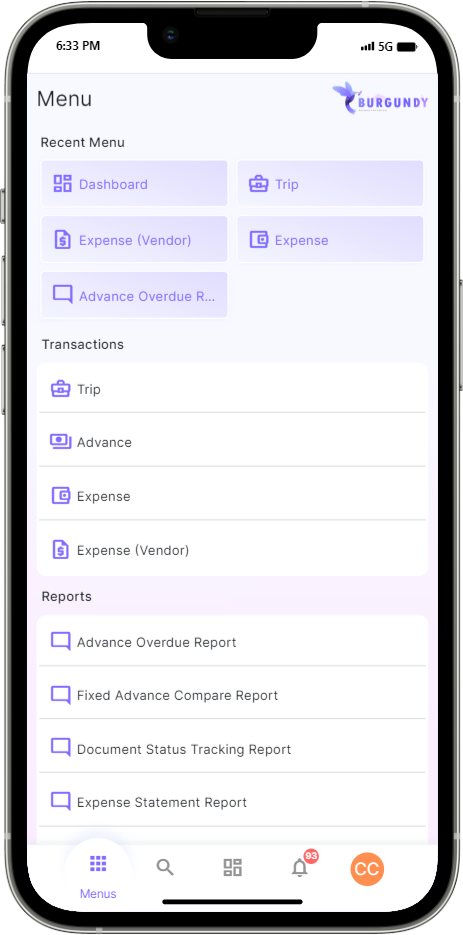 6:33 PM
5G
Menu
BURGUNDY
Recent Menu
Dashboard
Trip
Expense (Vendor)
Expense
Advance Overdue R...
Transactions
Trip
Advance
Expense
Expense (Vendor)
Reports
Advance Overdue Report
Fixed Advance Compare Report
Document Status Tracking Report
Expense Statement Report
93
CC
Menus